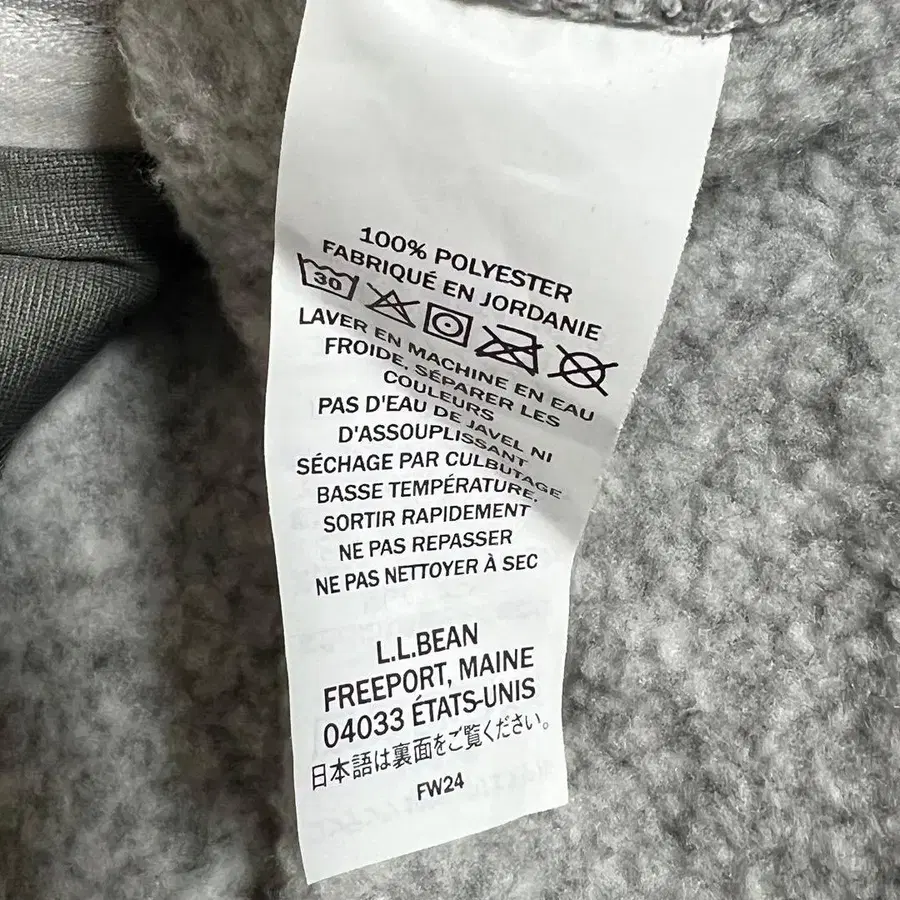 100% POLYESTER
FABRIQUÉ EN JORDANIE
30
LAVER EN MACHINE EN EAU
FROIDE, SÉPARER LES
COULEURS
PAS D'EAU DE JAVEL NI
D'ASSOUPLISSANT
SÉCHAGE PAR CULBUTAGE
BASSE TEMPÉRATURE,
SORTIR RAPIDEMENT
NE PAS REPASSER
NE PAS NETTOYER À SEC
L.L.BEAN
FREEPORT, MAINE
04033 ÉTATS-UNIS
日本語は裏面をご覧ください。
FW24